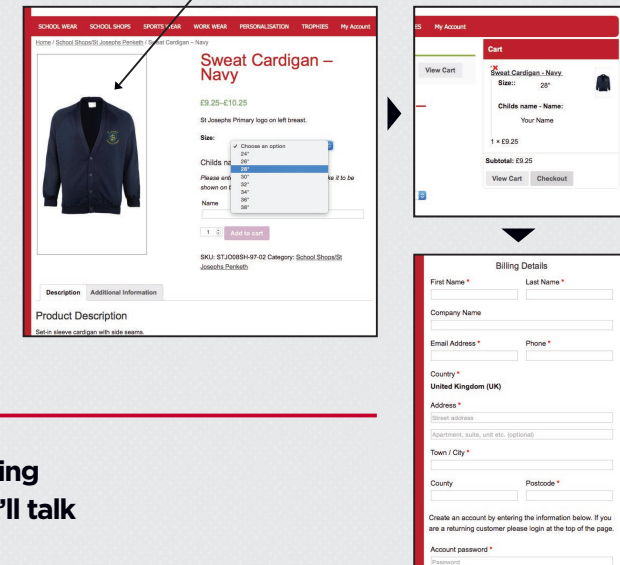 SCHOOL WEAR SCHOOL SHOPS SPORTS WEAR WORK WEAR PERSONALISATION TROPHIES My Account
Home / School Shops/St Josephs Penketh / Sweat Cardigan – Navy
Sweat Cardigan –
Navy
£9.25–£10.25
St Josephs Primary logo on left breast.
Size:
✓ Choose an option
24"
26"
28"
30"
32"
34"
36"
38"
Childs na
Please ent ke it to be
shown on t
Name
1 Add to cart
SKU: STJO08SH-97-02 Category: School Shops/St
Josephs Penketh
Description Additional Information
Product Description
Set-in sleeve cardigan with side seams.
ES My Account
View Cart
Cart
Sweat Cardigan - Navy
Size:: 28"
Childs name - Name:
Your Name
1 × £9.25
Subtotal: £9.25
View Cart Checkout
Billing Details
First Name * Last Name *
Company Name
Email Address * Phone *
Country *
United Kingdom (UK)
Address *
Street address
Apartment, suite, unit etc. (optional)
Town / City *
County Postcode *
Create an account by entering the information below. If you
are a returning customer please login at the top of the page.
Account password *
Password
ing
'll talk